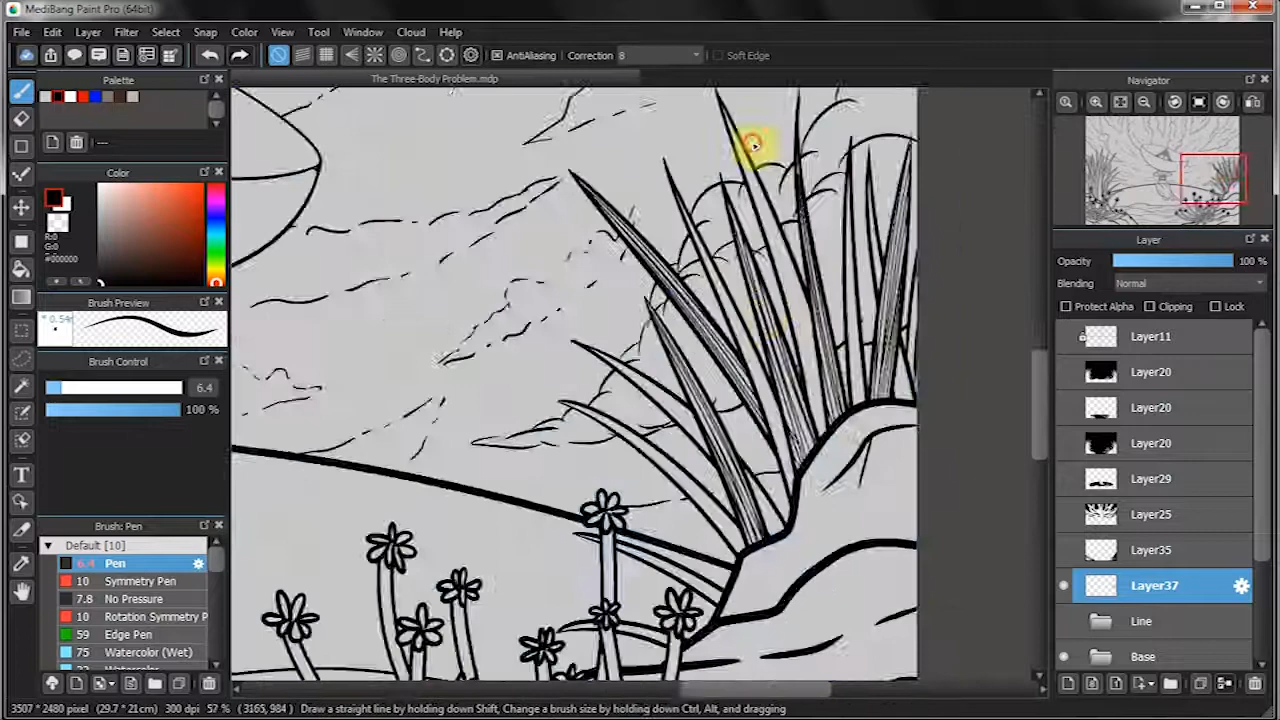 MediBang Paint Pro (64bit)
File Edit Layer Filter Select Snap Color View Tool Window Cloud Help
AntiAliasing Correction 8 Soft Edge
Palette
The Three-Body Problem.mdp
Navigator
---
Color
R:0
G:0
#000000
Layer
Opacity 100 %
Blending Normal
Protect Alpha Clipping Lock
Brush Preview
Brush Control
6.4
100 %
Layer11
Layer20
Layer20
Layer20
Layer29
Layer25
Layer35
Layer37
Line
Base
Brush: Pen
Default [10]
6.4 Pen
10 Symmetry Pen
7.8 No Pressure
10 Rotation Symmetry P
59 Edge Pen
75 Watercolor (Wet)
3507 * 2480 pixel (29.7 * 21cm) 300 dpi 57 % (3165, 984) Draw a straight line by holding down Shift, Change a brush size by holding down Ctrl, Alt, and dragging